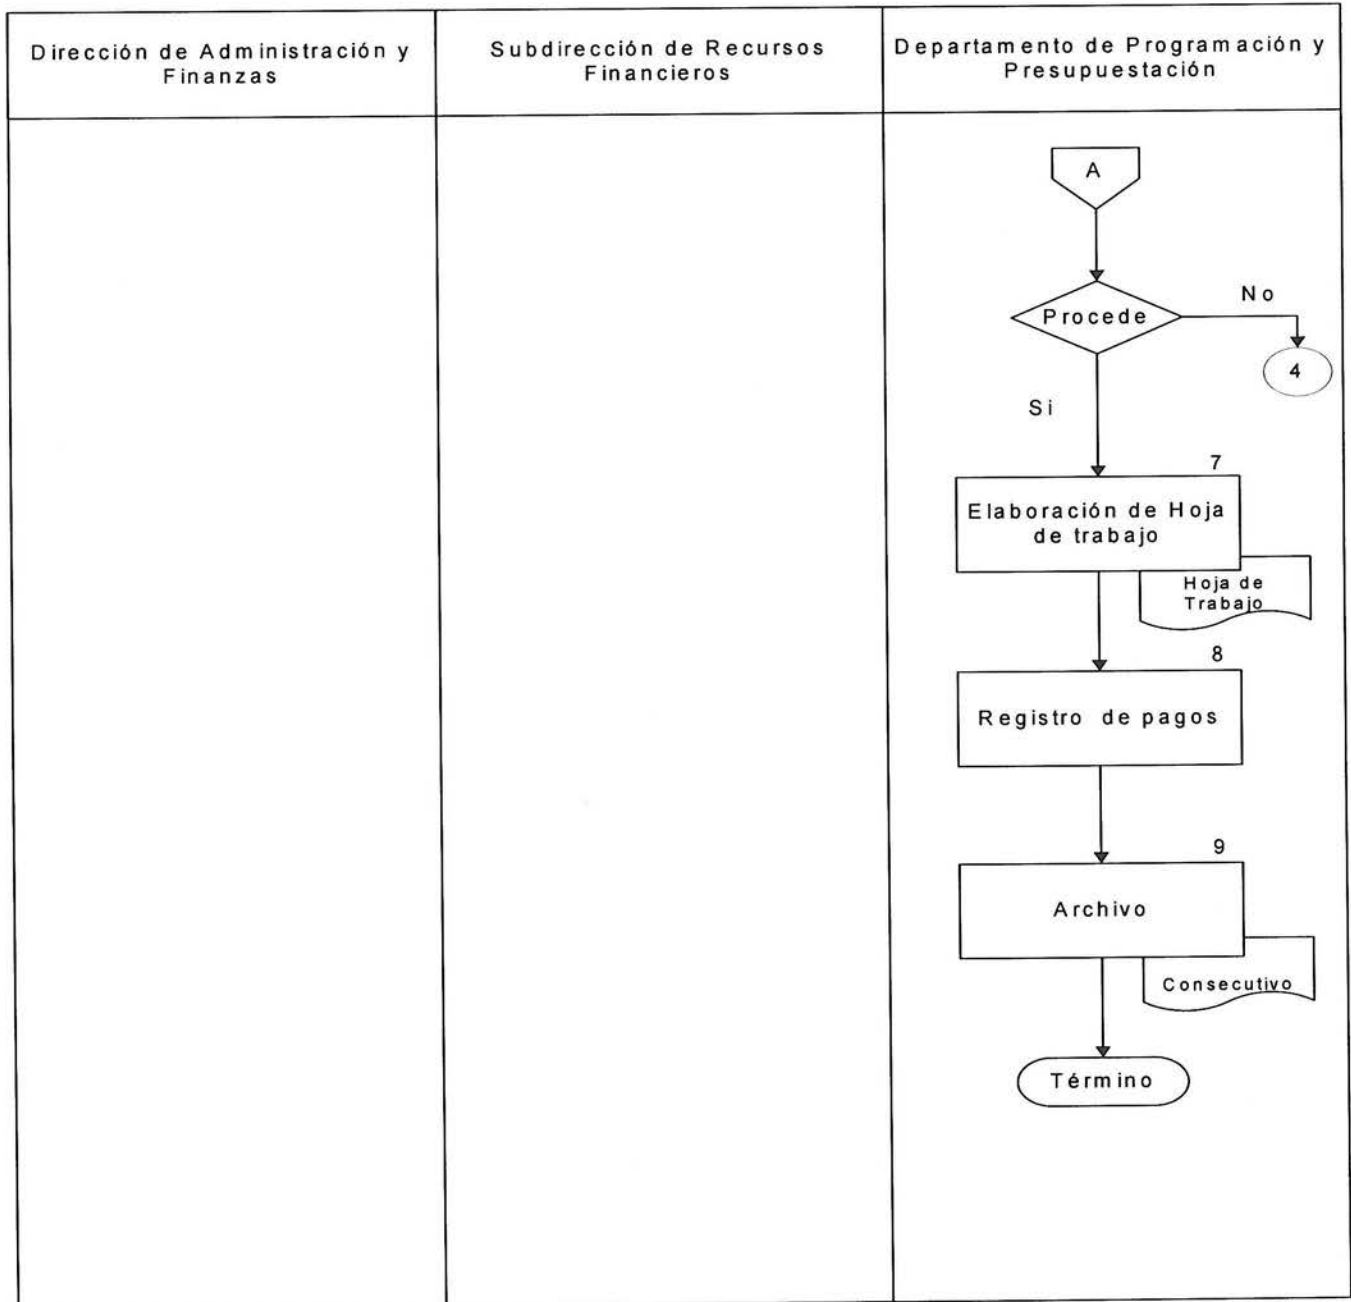 Dirección de Administración y
Finanzas
Subdirección de Recursos
Financieros
Departamento de Programación y
Presupuestación
A
Procede
No
4
Si
7
Elaboración de Hoja
de trabajo
Hoja de
Trabajo
8
Registro de pagos
9
Archivo
Consecutivo
Término